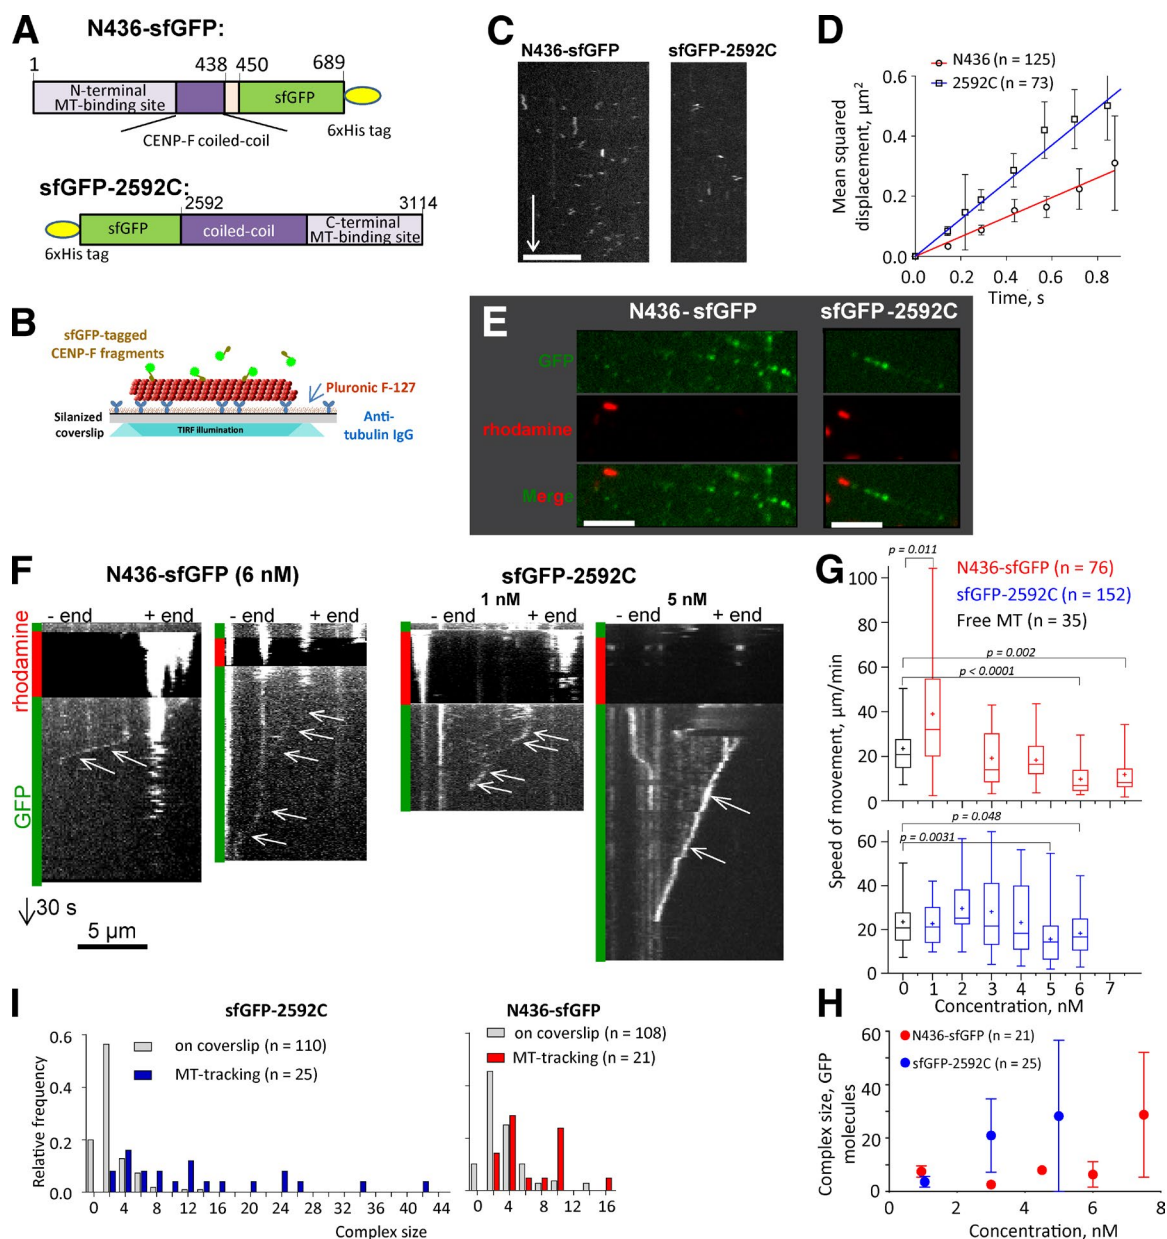 A
N436-sfGFP:
1
438
450
689
N-terminal
MT-binding site
sfGFP
CENP-F coiled-coil
6xHis tag
sfGFP-2592C:
2592
3114
sfGFP
coiled-coil
C-terminal
MT-binding site
6xHis tag
B
sfGFP-tagged
CENP-F fragments
Pluronic F-127
Silanized
coverslip
TIRF illumination
Anti-
tubulin IgG
C
N436-sfGFP
sfGFP-2592C
D
N436 (n = 125)
2592C (n = 73)
Mean squared
displacement, µm²
0.6
0.4
0.2
0.0
0.0
0.2
0.4
0.6
0.8
Time, s
E
N436-sfGFP
sfGFP-2592C
GFP
rhodamine
Merge
F
N436-sfGFP (6 nM)
sfGFP-2592C
1 nM
5 nM
- end
+ end
- end
+ end
- end
+ end
- end
+ end
rhodamine
GFP
30 s
5 µm
G
p = 0.011
N436-sfGFP (n = 76)
sfGFP-2592C (n = 152)
Free MT (n = 35)
p = 0.002
p < 0.0001
100
80
60
40
20
0
Speed of movement, µm/min
p = 0.048
p = 0.0031
60
40
20
0
0
1
2
3
4
5
6
7
Concentration, nM
H
N436-sfGFP (n = 21)
sfGFP-2592C (n = 25)
Complex size, GFP
molecules
60
40
20
0
0
2
4
6
8
Concentration, nM
I
sfGFP-2592C
on coverslip (n = 110)
MT-tracking (n = 25)
Relative frequency
0.6
0.4
0.2
0.0
0
4
8
12
16
20
24
28
32
36
40
44
Complex size
N436-sfGFP
on coverslip (n = 108)
MT-tracking (n = 21)
0
4
8
12
16